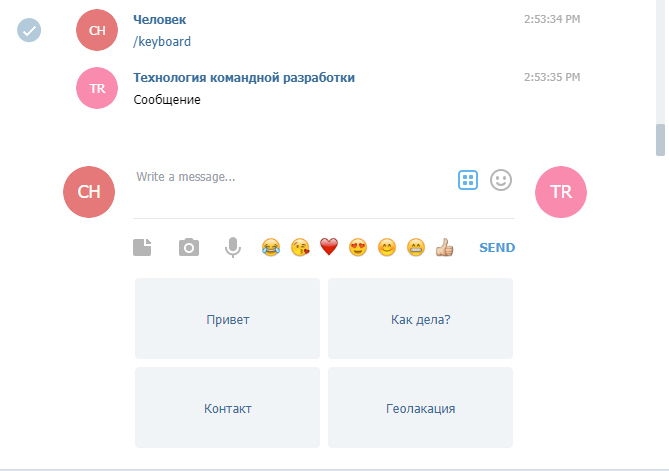 CH
Человек
2:53:34 PM
/keyboard
TR
Технология командной разработки
2:53:35 PM
Сообщение
CH
Write a message...
TR
SEND
Привет
Как дела?
Контакт
Геолакация